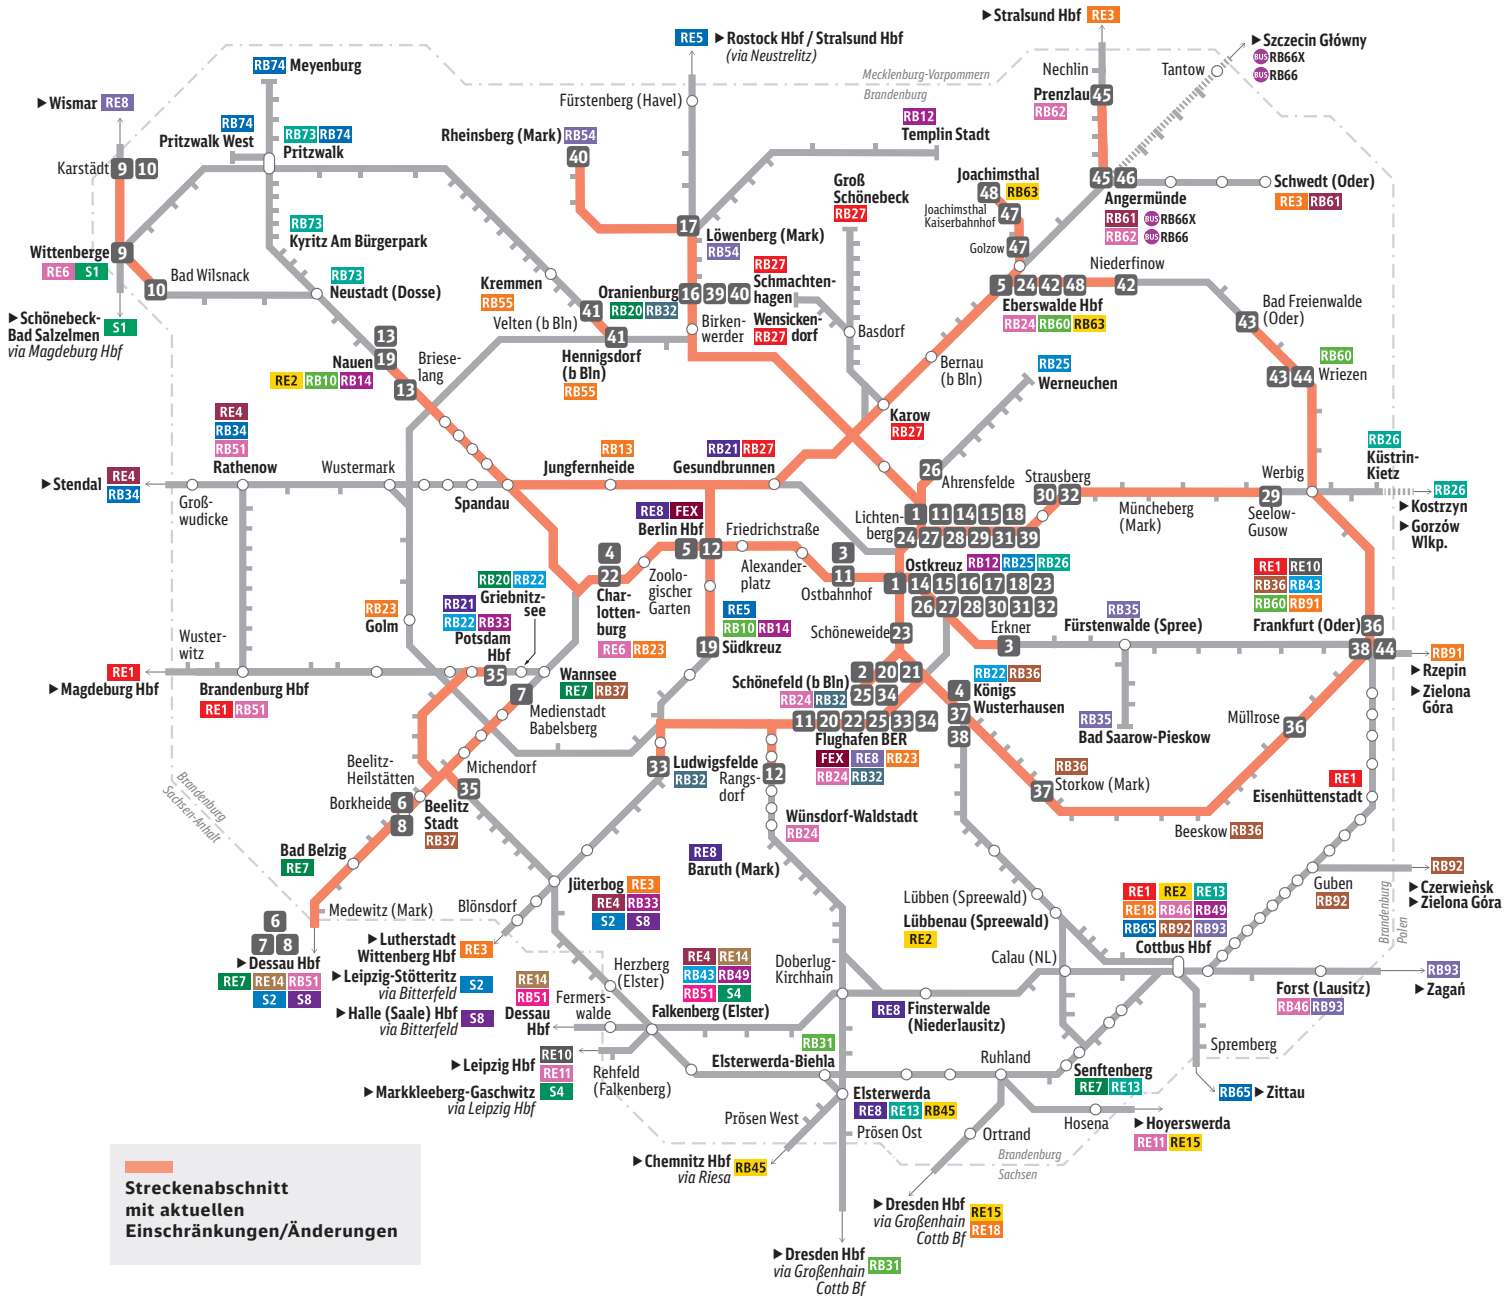 Stralsund Hbf RE3
RE5 Rostock Hbf / Stralsund Hbf
(via Neustrelitz)
Szczecin Główny
BUS RB66X
BUS RB66
Tantow
Nechlin
Mecklenburg-Vorpommern
Brandenburg
RB74 Meyenburg
Prenzlau 45
RB62
Fürstenberg (Havel)
Wismar RE8
RB74
Pritzwalk West
RB73 RB74
Pritzwalk
Rheinsberg (Mark) RB54
40
RB12
Templin Stadt
Karstädt 9 10
Groß
Schönebeck
RB27
Joachimsthal
48 RB63
Joachimsthal
Kaiserbahnhof
47
Golzow 47
45 46
Angermünde
RB61 BUS RB66X
RB62 BUS RB66
Schwedt (Oder)
RE3 RB61
RB73
Kyritz Am Bürgerpark
17
Löwenberg (Mark)
RB54
Wittenberge 9
RE6 S1
10 Bad Wilsnack
RB73
Neustadt (Dosse)
Kremmen
RB55
Oranienburg 16 39 40
RB20 RB32
RB27
Schmachten-
hagen
Wensicken-
dorf
RB27
Basdorf
5 24 42 48
Eberswalde Hbf
RB24 RB60 RB63
Niederfinow
42
Bad Freienwalde
(Oder)
43
Schönebeck-
Bad Salzelmen
via Magdeburg Hbf
S1
Velten (b Bln) 41
41
Hennigsdorf
(b Bln)
RB55
Birken-
werder
13
19
Nauen
RE2 RB10 RB14
Briese-
lang
13
Bernau
(b Bln)
RB25
Werneuchen
43 44
RB60
Wriezen
Karow
RB27
RE4
RB34
RB51
Rathenow
Wustermark
Spandau
RB13
Jungfernheide
RB21 RB27
Gesundbrunnen
26
Ahrensfelde
Strausberg
30 32
Müncheberg
(Mark)
29
Seelow-
Gusow
Werbig
RB26
Küstrin-
Kietz
RB26
Kostrzyn
Gorzów
Wlkp.
Stendal RE4
RB34
Groß-
wudicke
Lichten-
berg
1 11 14 15 18
24 27 28 29 31 39
RE8 FEX
Berlin Hbf
5 12
Friedrichstraße
Alexander-
platz
3
11
Ostbahnhof
4
22
Char-
lotten-
burg
RE6 RB23
Zoolo-
gischer
Garten
Ostkreuz RB12 RB25 RB26
1 14 15 16 17 18 23
26 27 28 30 31 32
RB20 RB22
Griebnitz-
see
RB21
RB22 RB33
Potsdam
Hbf
35
RB23
Golm
RE5
RB10 RB14
19 Südkreuz
Schöneweide 23
Erkner
3
RB35
Fürstenwalde (Spree)
RE1 RE10
RB36 RB43
RB60 RB91
Frankfurt (Oder) 36
38 44
RB91
Rzepin
Zielona
Góra
Wuster-
witz
RE1
Magdeburg Hbf
Brandenburg Hbf
RE1 RB51
Wannsee
RE7 RB37
7
Medienstadt
Babelsberg
Schönefeld (b Bln)
RB24 RB32
2 20 21
25 34
RB22 RB36
4 Königs
Wusterhausen
37
38
11 20 22 25 33 34
Flughafen BER
FEX RE8 RB23
RB24 RB32
RB35
Bad Saarow-Pieskow
Müllrose
36
Michendorf
33 Ludwigsfelde
RB32
Rangs-
dorf
12
Beelitz-
Heilstätten
35
Borkheide 6
8
Beelitz
Stadt
RB37
RB36
37 Storkow (Mark)
Beeskow RB36
RE1
Eisenhüttenstadt
Brandenburg
Sachsen-Anhalt
Wünsdorf-Waldstadt
RB24
Bad Belzig
RE7
RE8
Baruth (Mark)
Jüterbog RE3
RE4 RB33
S2 S8
Medewitz (Mark)
Blönsdorf
6
7 8
Dessau Hbf
RE7 RE14 RB51
S2 S8
Lutherstadt
Wittenberg Hbf
RE3
Leipzig-Stötteritz
via Bitterfeld
S2
Halle (Saale) Hbf
via Bitterfeld
S8
Lübben (Spreewald)
Lübbenau (Spreewald)
RE2
RE1 RE2 RE13
RE18 RB46 RB49
RB65 RB92 RB93
Cottbus Hbf
Guben
RB92
RB92
Czerwieńsk
Zielona Góra
Brandenburg
Polen
Herzberg
(Elster)
RE4 RE14
RB43 RB49
RB51 S4
Falkenberg (Elster)
Doberlug-
Kirchhain
Calau (NL)
RE8 Finsterwalde
(Niederlausitz)
Forst (Lausitz)
RB46 RB93
RB93
Zagań
RE14
RB51
Dessau
Hbf
Fermers-
walde
Leipzig Hbf RE10
RE11
Markkleeberg-Gaschwitz S4
via Leipzig Hbf
Rehfeld
(Falkenberg)
RB31
Elsterwerda-Biehla
Ruhland
Senftenberg
RE7 RE13
Spremberg
RB65 Zittau
Elsterwerda
RE8 RE13 RB45
Prösen West
Prösen Ost
Ortrand
Hosena
Hoyerswerda
RE11 RE15
Brandenburg
Sachsen
Chemnitz Hbf
via Riesa
RB45
Dresden Hbf
via Großenhain
Cottb Bf
RE15
RE18
Dresden Hbf
via Großenhain
Cottb Bf
RB31
Streckenabschnitt
mit aktuellen
Einschränkungen/Änderungen